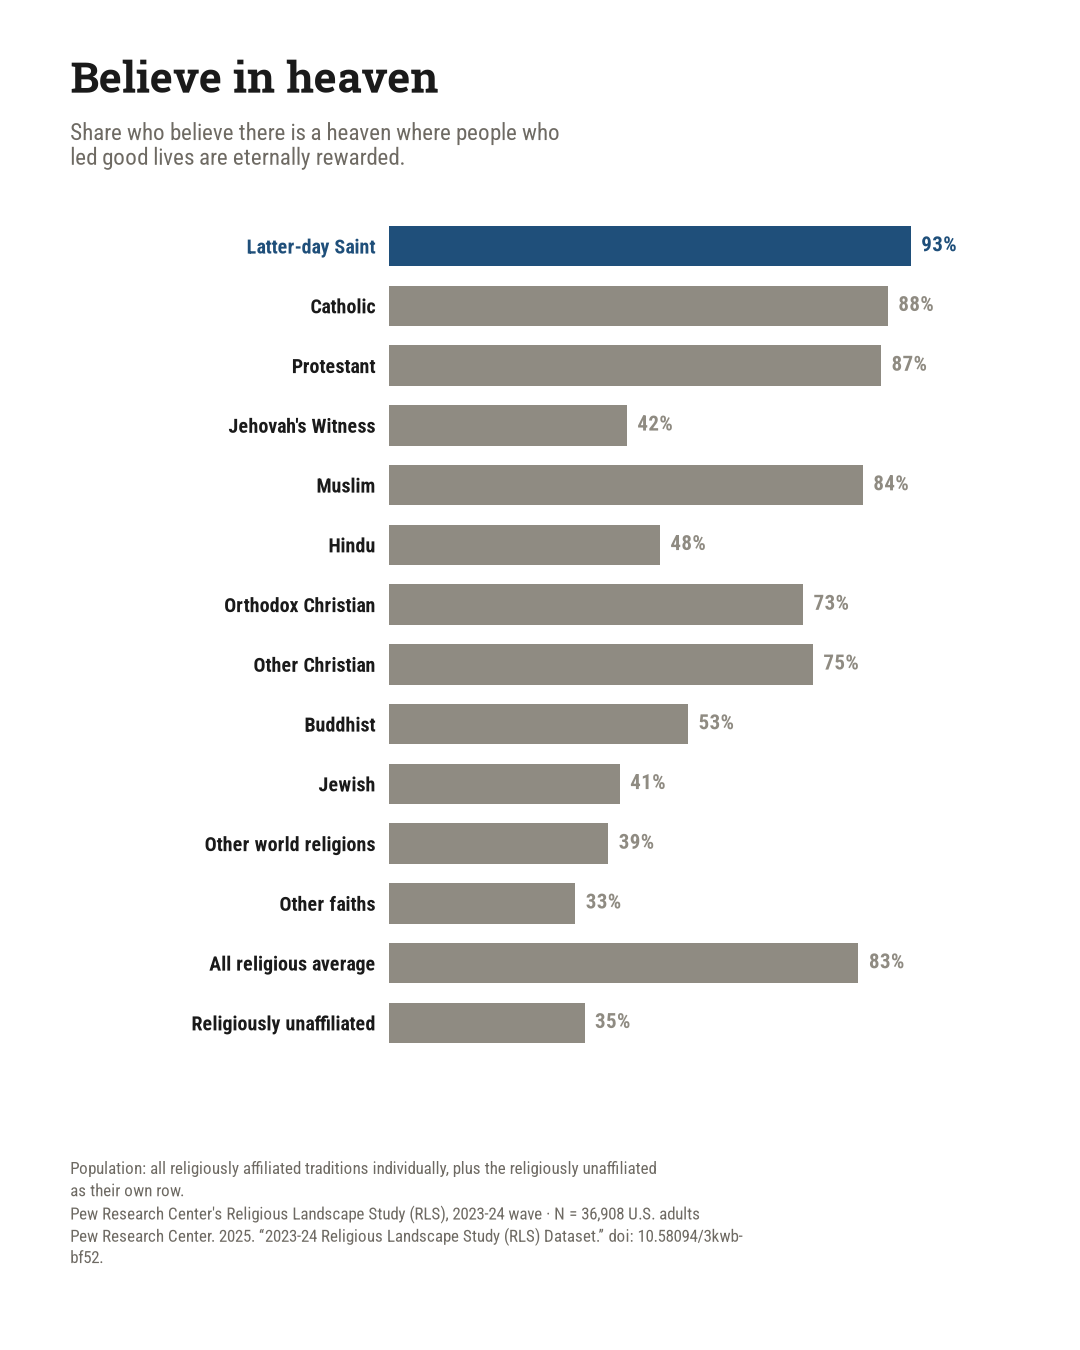 Believe in heaven
Share who believe there is a heaven where people who
led good lives are eternally rewarded.
Latter-day Saint 93%
Catholic 88%
Protestant 87%
Jehovah's Witness 42%
Muslim 84%
Hindu 48%
Orthodox Christian 73%
Other Christian 75%
Buddhist 53%
Jewish 41%
Other world religions 39%
Other faiths 33%
All religious average 83%
Religiously unaffiliated 35%
Population: all religiously affiliated traditions individually, plus the religiously unaffiliated
as their own row.
Pew Research Center's Religious Landscape Study (RLS), 2023-24 wave · N = 36,908 U.S. adults
Pew Research Center. 2025. “2023-24 Religious Landscape Study (RLS) Dataset.” doi: 10.58094/3kwb-
bf52.